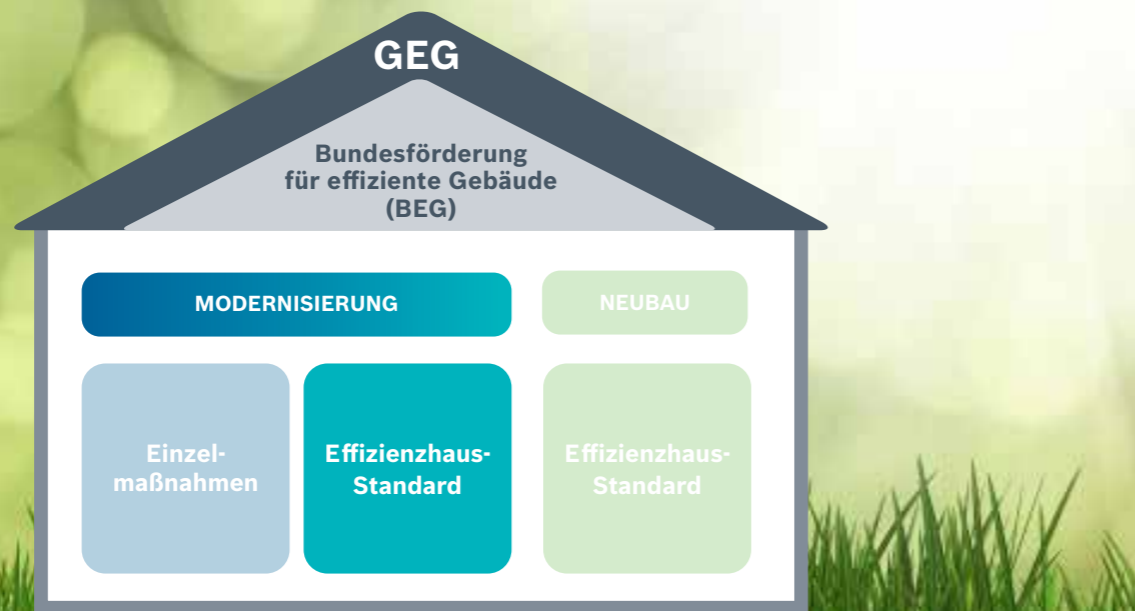 GEG
Bundesförderung
für effiziente Gebäude
(BEG)
MODERNISIERUNG
NEUBAU
Einzel-
maßnahmen
Effizienzhaus-
Standard
Effizienzhaus-
Standard